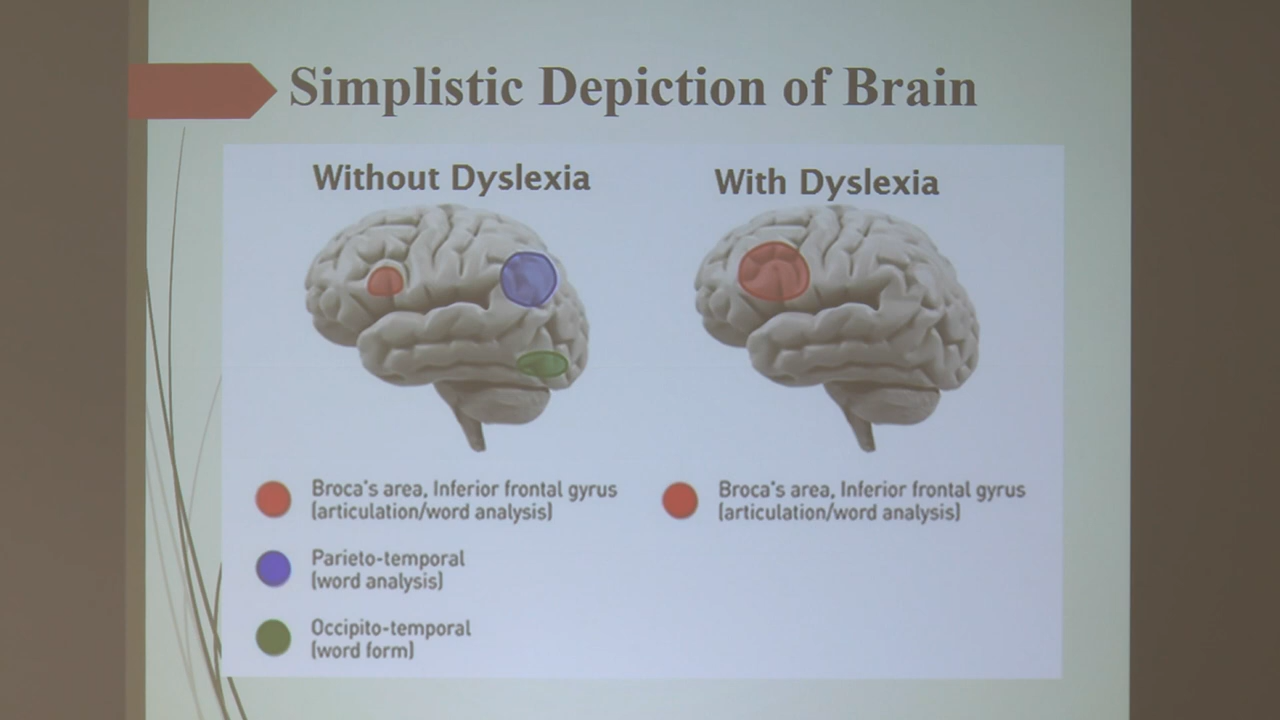 Simplistic Depiction of Brain
Without Dyslexia
Broca's area, Inferior frontal gyrus
(articulation/word analysis)
Parieto-temporal
(word analysis)
Occipito-temporal
(word form)
With Dyslexia
Broca's area, Inferior frontal gyrus
(articulation/word analysis)